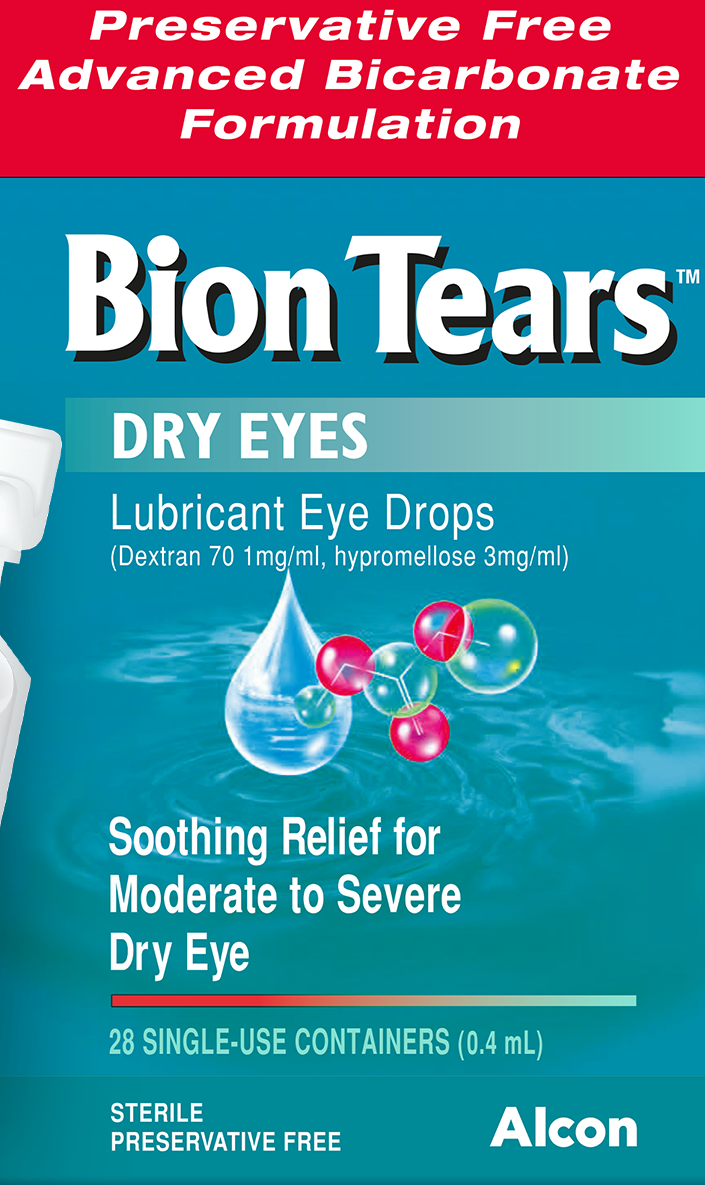 Preservative Free
Advanced Bicarbonate
Formulation
Bion Tears™
DRY EYES
Lubricant Eye Drops
(Dextran 70 1mg/ml, hypromellose 3mg/ml)
Soothing Relief for
Moderate to Severe
Dry Eye
28 SINGLE-USE CONTAINERS (0.4 mL)
STERILE
PRESERVATIVE FREE
Alcon